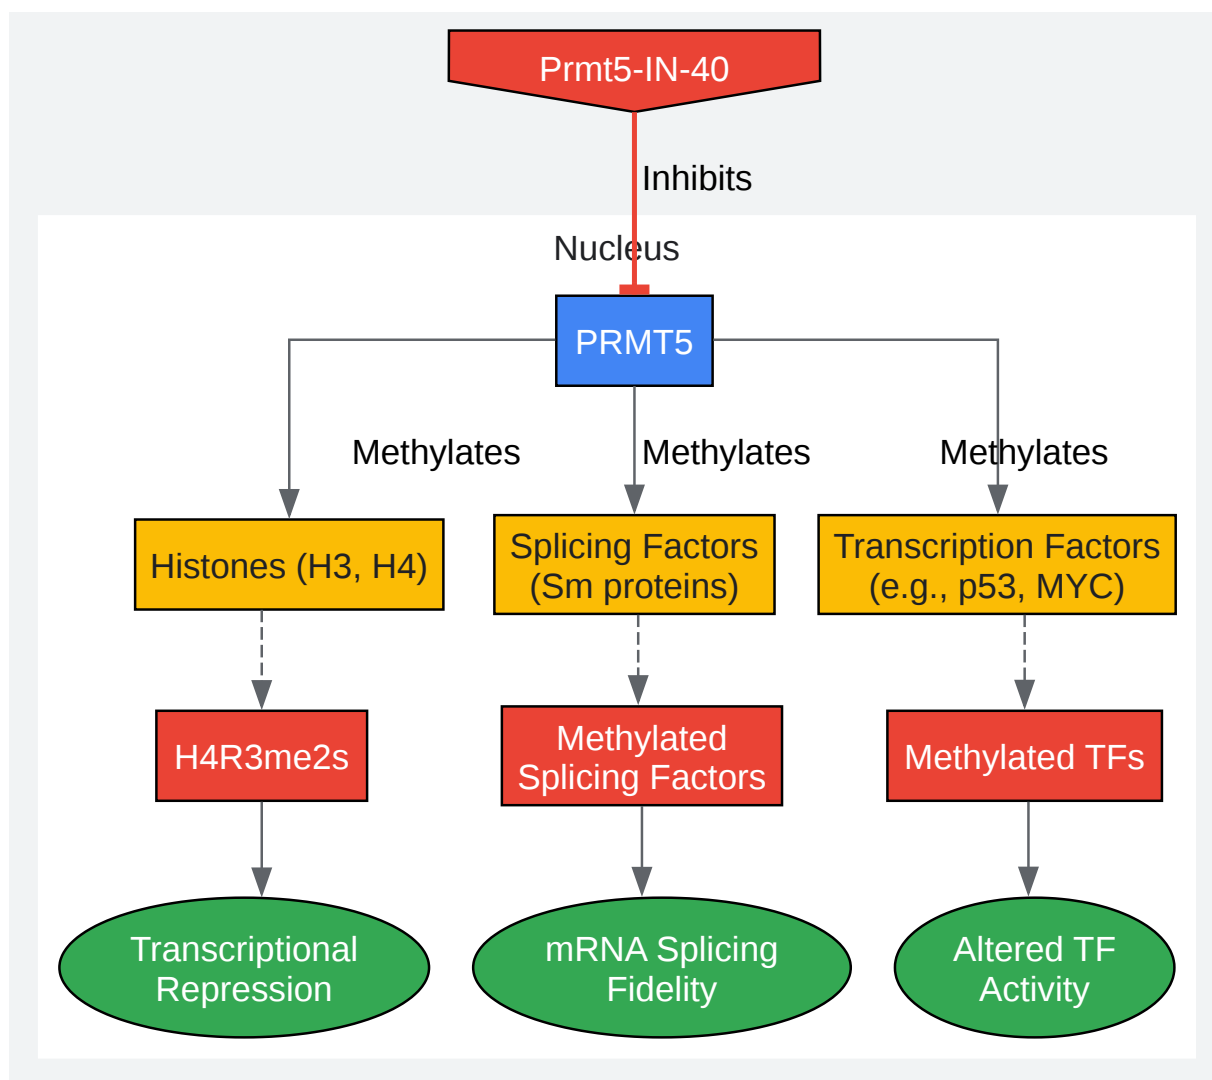 Prmt5-IN-40
Inhibits
Nucleus
PRMT5
Methylates
Methylates
Methylates
Histones (H3, H4)
Splicing Factors
(Sm proteins)
Transcription Factors
(e.g., p53, MYC)
H4R3me2s
Methylated
Splicing Factors
Methylated TFs
Transcriptional
Repression
mRNA Splicing
Fidelity
Altered TF
Activity